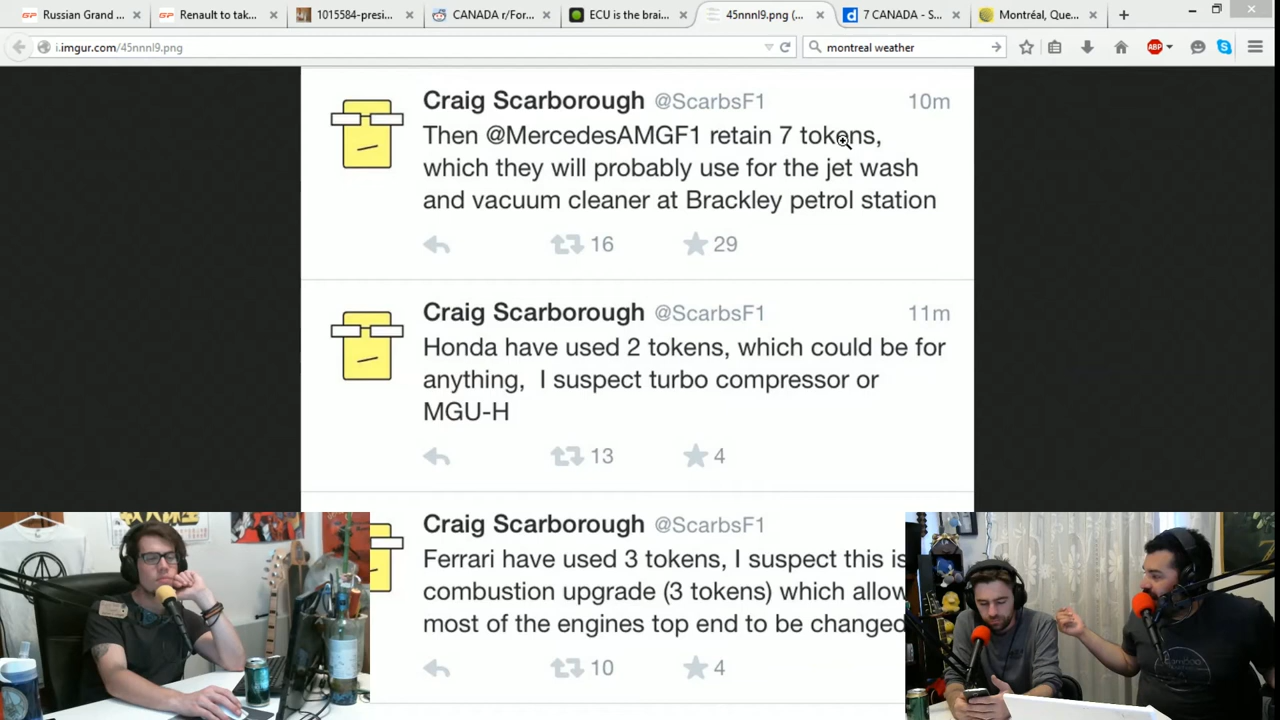 Russian Grand ...
Renault to tak...
1015584-presi...
CANADA r/For...
ECU is the brai...
45nnnl9.png (...
7 CANADA - S...
Montréal, Que...
i.imgur.com/45nnnl9.png
montreal weather
ABP
Craig Scarborough @ScarbsF1 10m
Then @MercedesAMGF1 retain 7 tokens,
which they will probably use for the jet wash
and vacuum cleaner at Brackley petrol station
16 29
Craig Scarborough @ScarbsF1 11m
Honda have used 2 tokens, which could be for
anything, I suspect turbo compressor or
MGU-H
13 4
Craig Scarborough @ScarbsF1
Ferrari have used 3 tokens, I suspect this is
combustion upgrade (3 tokens) which allow
most of the engines top end to be changed
10 4